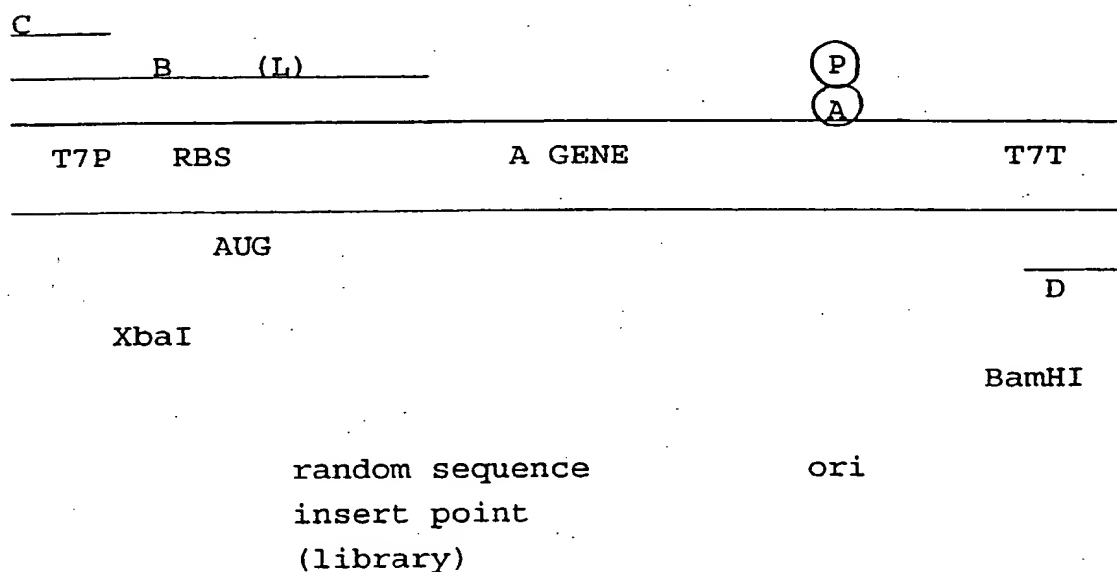 C
B (L) P
A
T7P RBS A GENE T7T
AUG
D
XbaI
BamHI
random sequence ori
insert point
(library)